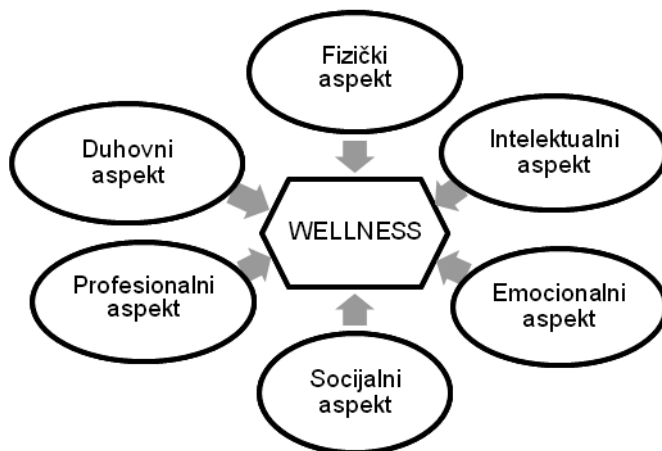 Fizički
aspekt
Duhovni
aspekt
Intelektualni
aspekt
WELLNESS
Profesionalni
aspekt
Emocionalni
aspekt
Socijalni
aspekt